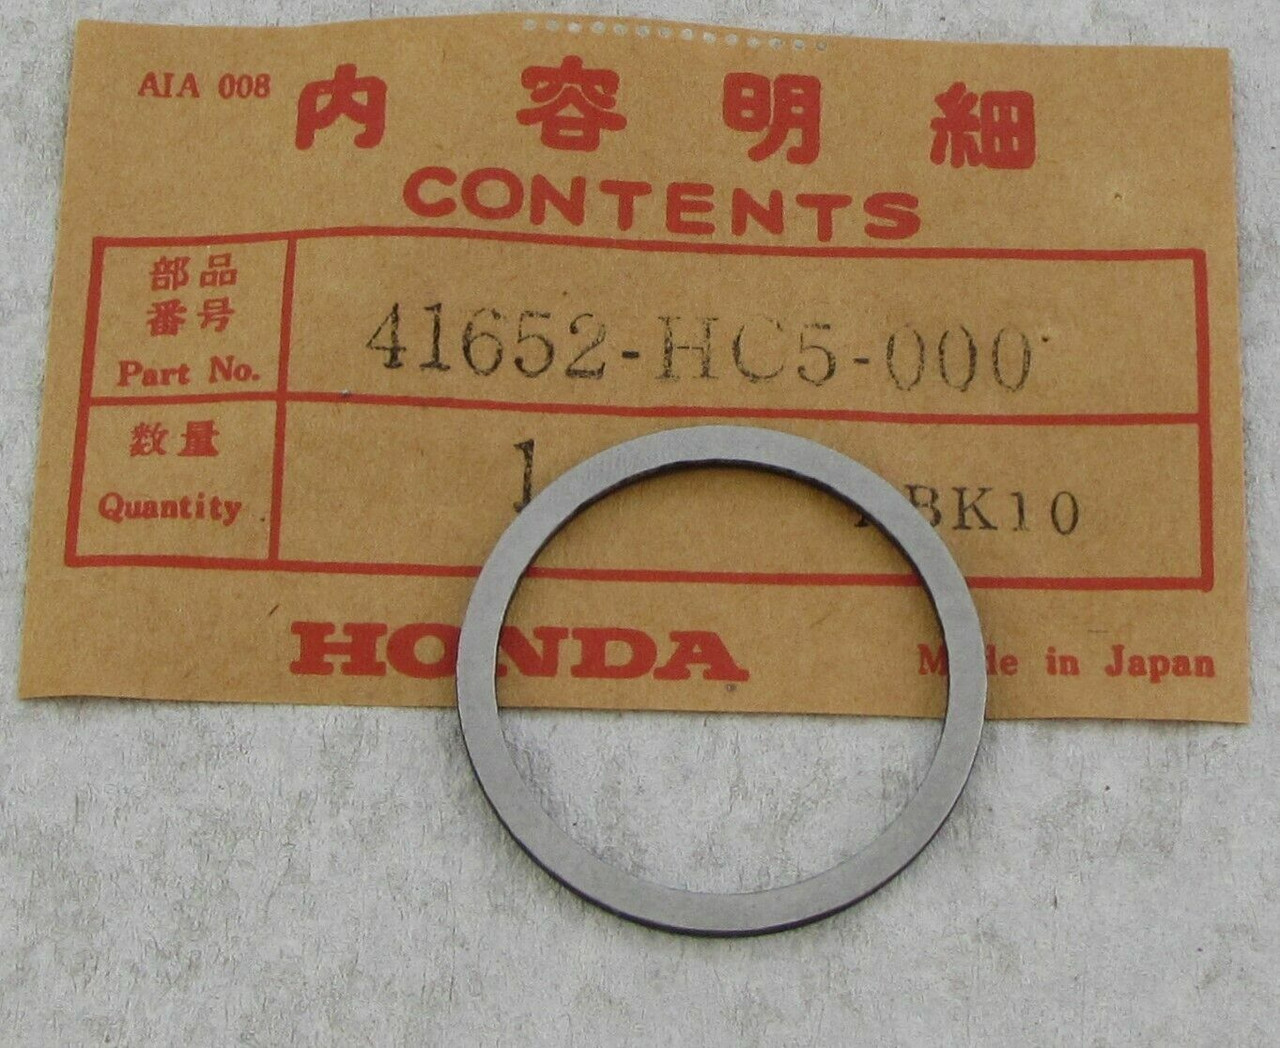 AIA 008
内容明細
CONTENTS
部品
番号
Part No.
41652-HC5-000
数量
Quantity
1
BK10
HONDA
Made in Japan